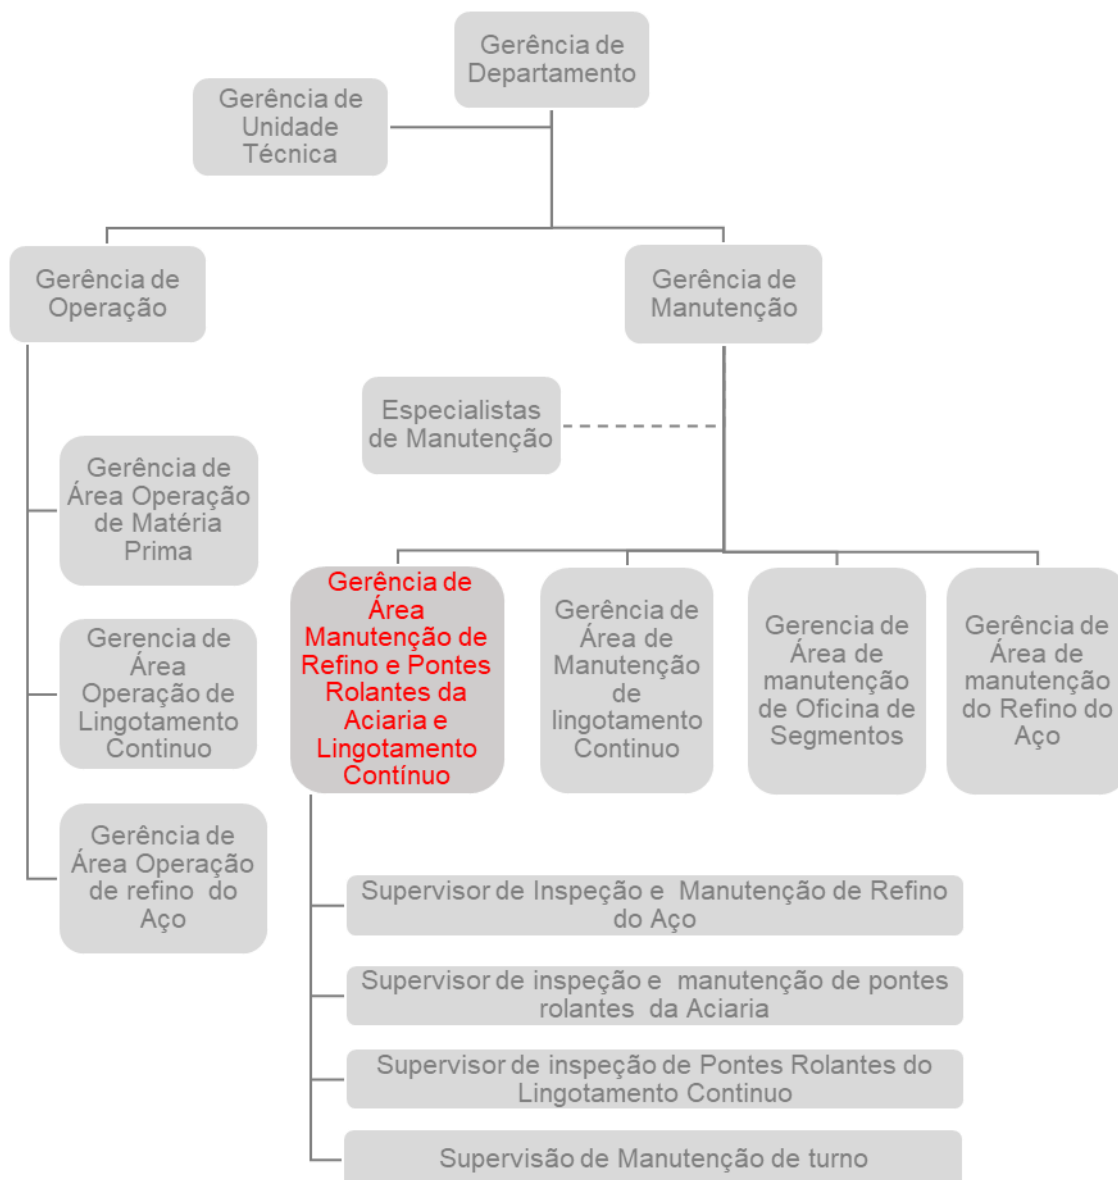 Gerência de
Departamento
Gerência de
Unidade
Técnica
Gerência de
Operação
Gerência de
Manutenção
Especialistas
de Manutenção
Gerência de
Área Operação
de Matéria
Prima
Gerencia de
Área
Operação de
Lingotamento
Continuo
Gerência de
Área Operação
de refino do
Aço
Gerência de
Área
Manutenção de
Refino e Pontes
Rolantes da
Aciaria e
Lingotamento
Contínuo
Gerência de
Área de
Manutenção
de
lingotamento
Continuo
Gerencia de
Área de
manutenção
de Oficina de
Segmentos
Gerência de
Área de
manutenção
do Refino do
Aço
Supervisor de Inspeção e Manutenção de Refino
do Aço
Supervisor de inspeção e manutenção de pontes
rolantes da Aciaria
Supervisor de inspeção de Pontes Rolantes do
Lingotamento Continuo
Supervisão de Manutenção de turno